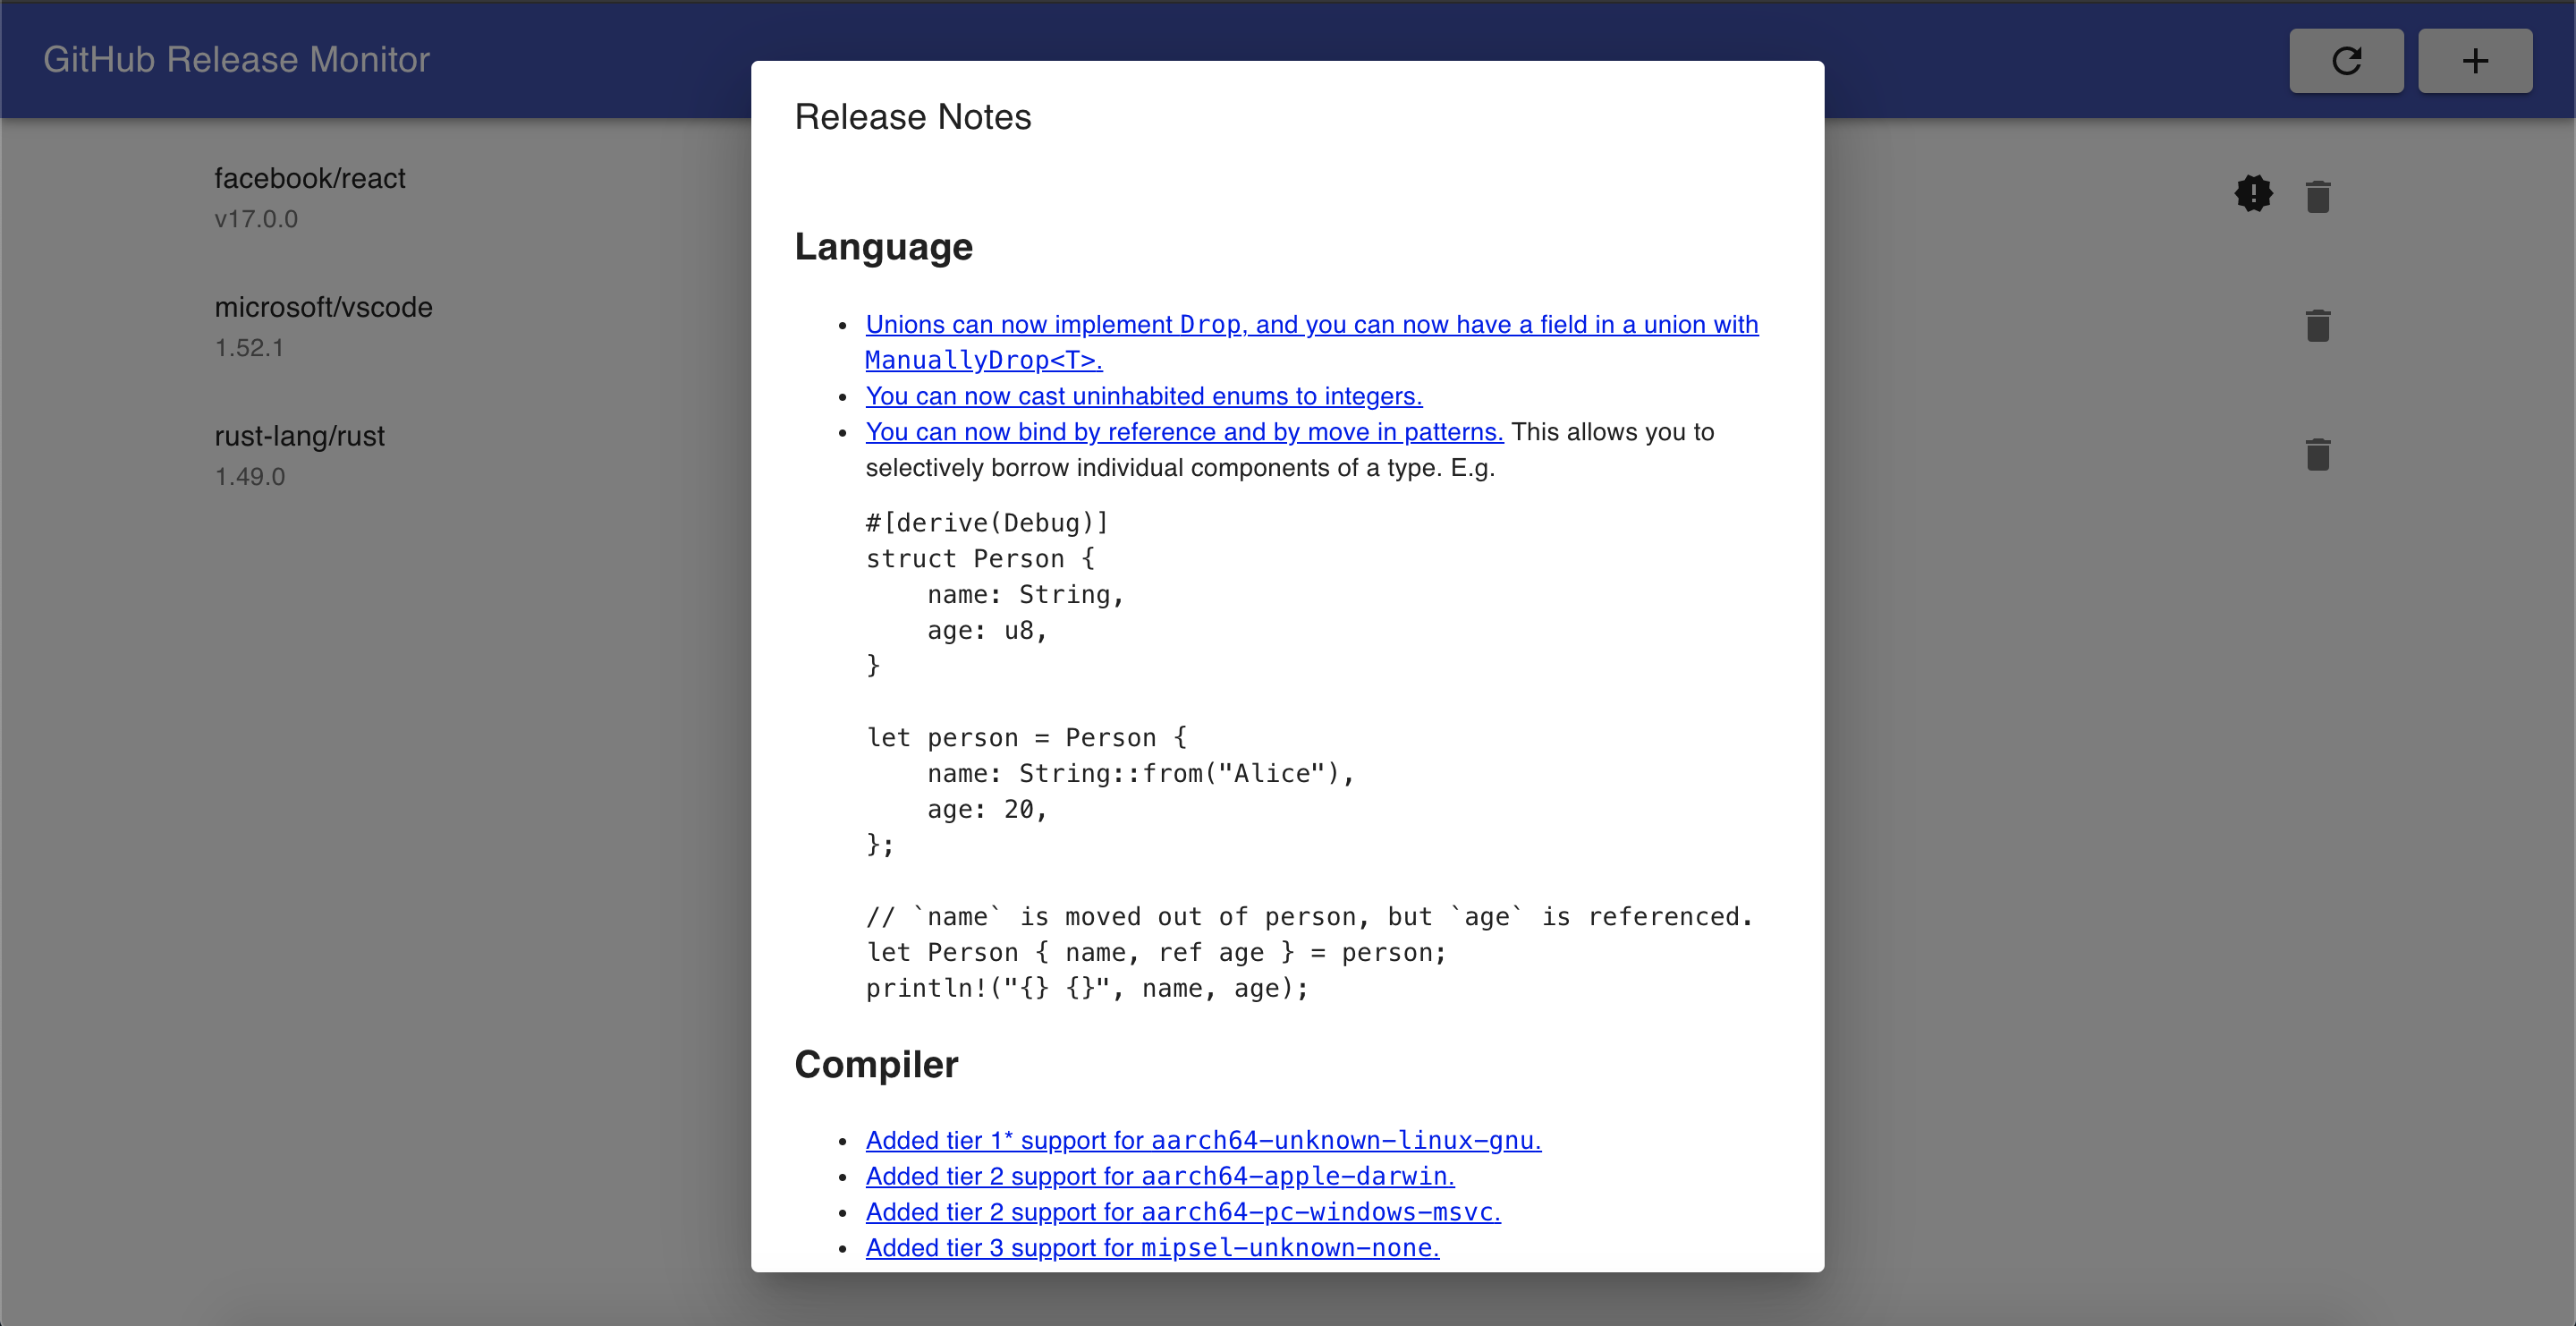 GitHub Release Monitor
facebook/react
v17.0.0
microsoft/vscode
1.52.1
rust-lang/rust
1.49.0
Release Notes
Language
• Unions can now implement Drop, and you can now have a field in a union with
ManuallyDrop<T>.
• You can now cast uninhabited enums to integers.
• You can now bind by reference and by move in patterns. This allows you to
selectively borrow individual components of a type. E.g.
#[derive(Debug)]
struct Person {
    name: String,
    age: u8,
}
let person = Person {
    name: String::from("Alice"),
    age: 20,
};
// `name` is moved out of person, but `age` is referenced.
let Person { name, ref age } = person;
println!("{} {}", name, age);
Compiler
• Added tier 1* support for aarch64-unknown-linux-gnu.
• Added tier 2 support for aarch64-apple-darwin.
• Added tier 2 support for aarch64-pc-windows-msvc.
• Added tier 3 support for mipsel-unknown-none.